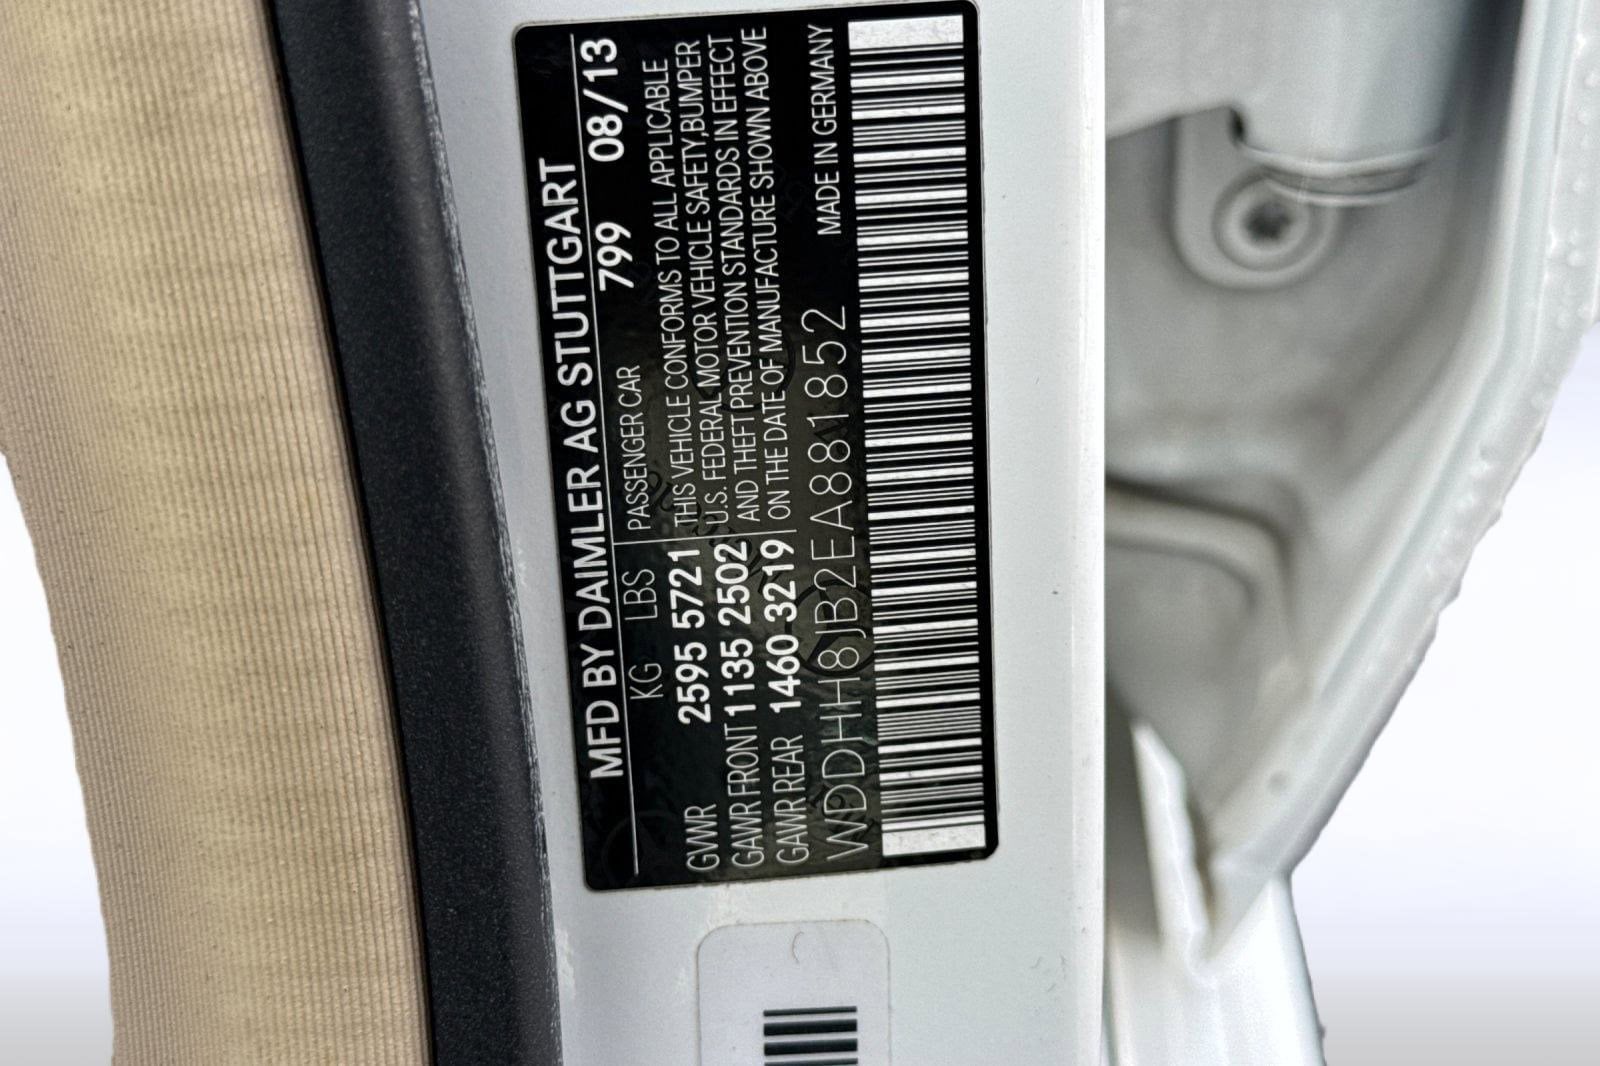 MFD BY DAIMLER AG STUTTGART
KG LBS PASSENGER CAR 799 08/13
GVWR 2595 5721 THIS VEHICLE CONFORMS TO ALL APPLICABLE
GAWR FRONT 1135 2502 U.S. FEDERAL MOTOR VEHICLE SAFETY,BUMPER
GAWR REAR 1460 3219 AND THEFT PREVENTION STANDARDS IN EFFECT
ON THE DATE OF MANUFACTURE SHOWN ABOVE
WDDHH8JB2EA881852 MADE IN GERMANY